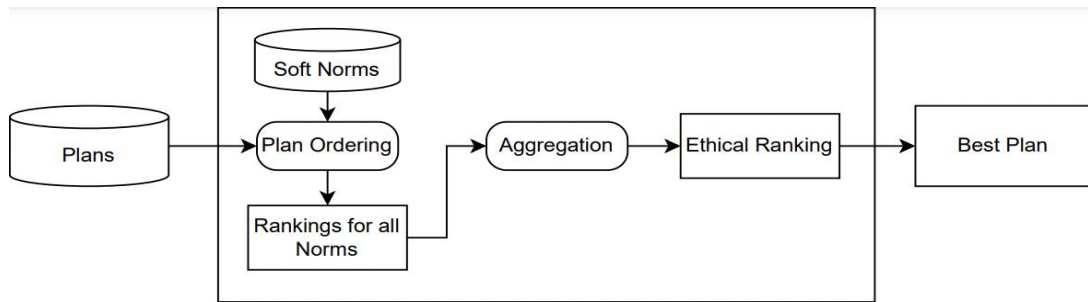 Soft Norms
Plans
Plan Ordering
Rankings for all
Norms
Aggregation
Ethical Ranking
Best Plan